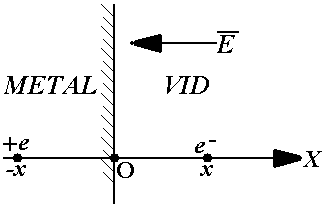 E
METAL VID
+e e-
-x O x X